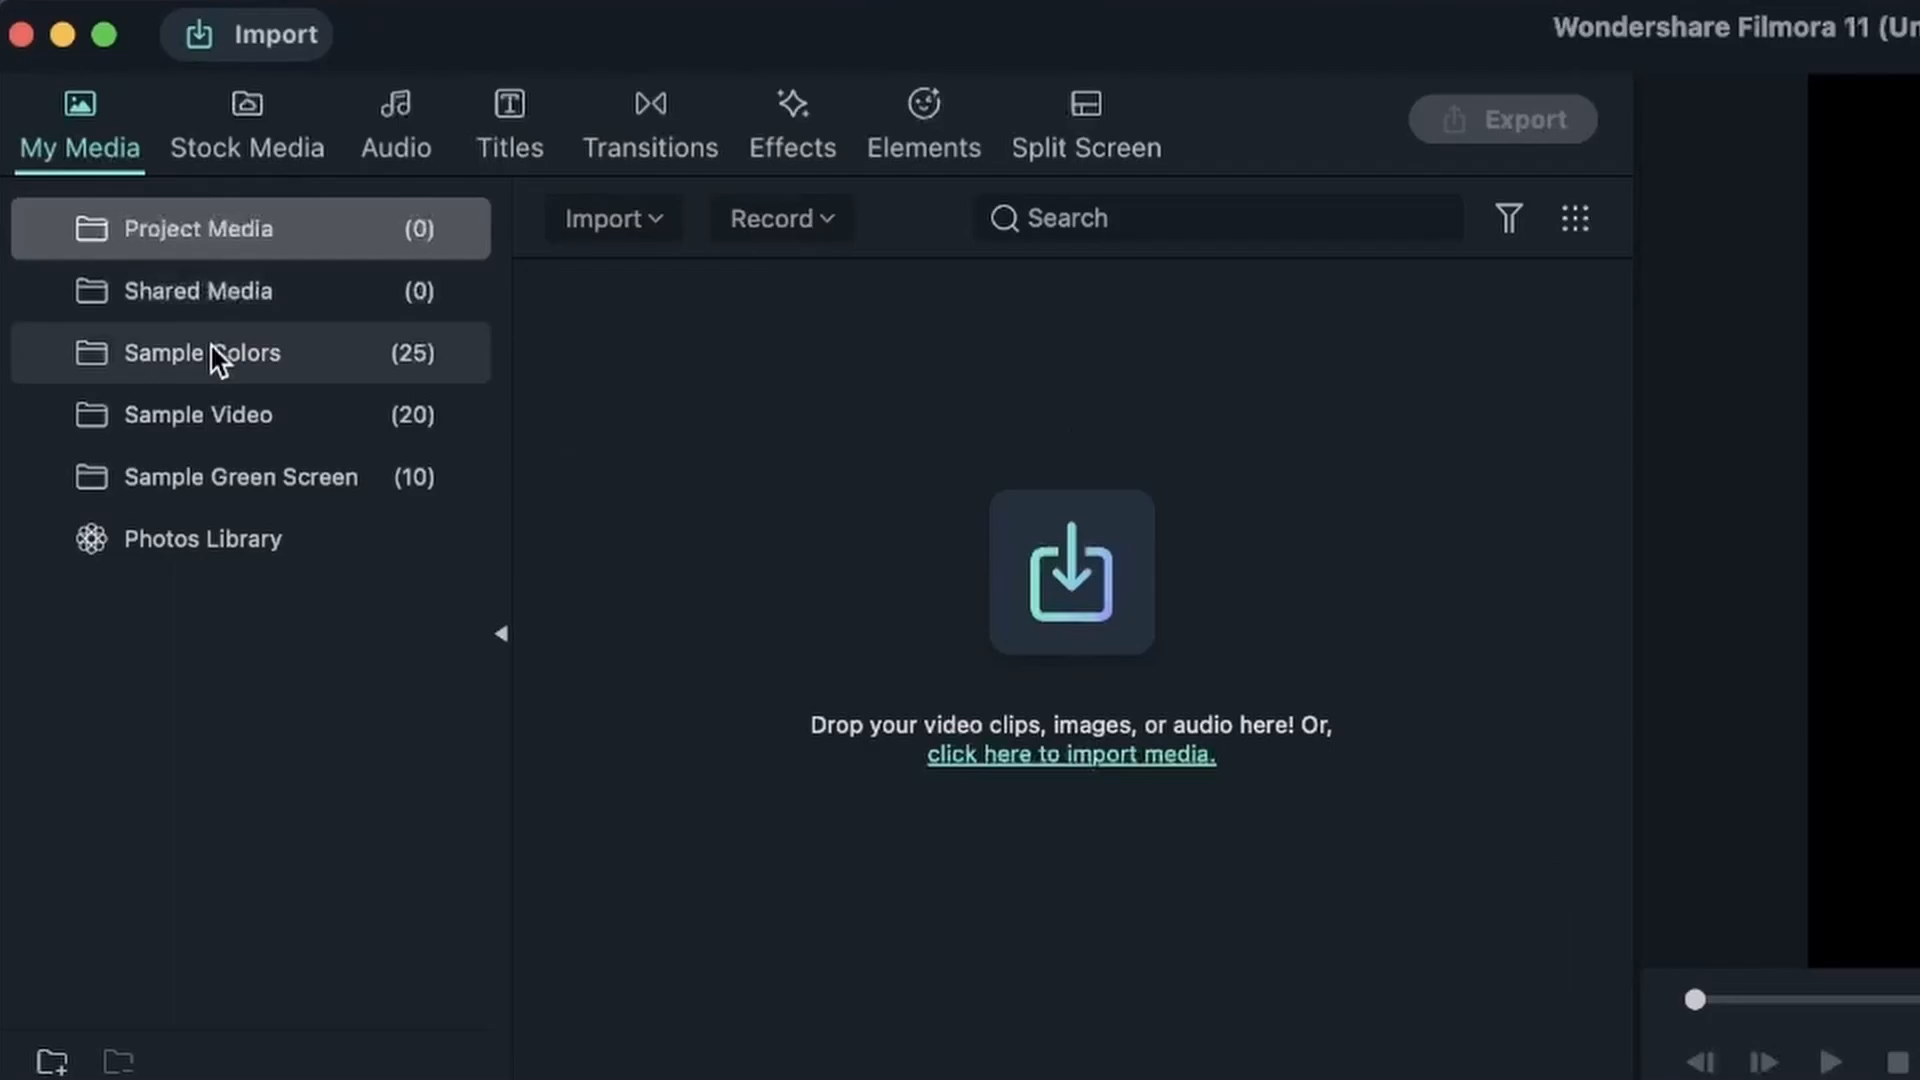 Import
Wondershare Filmora 11 (Un
My Media
Stock Media
Audio
Titles
Transitions
Effects
Elements
Split Screen
Export
Project Media (0)
Shared Media (0)
Sample Colors (25)
Sample Video (20)
Sample Green Screen (10)
Photos Library
Import
Record
Search
Drop your video clips, images, or audio here! Or,
click here to import media.